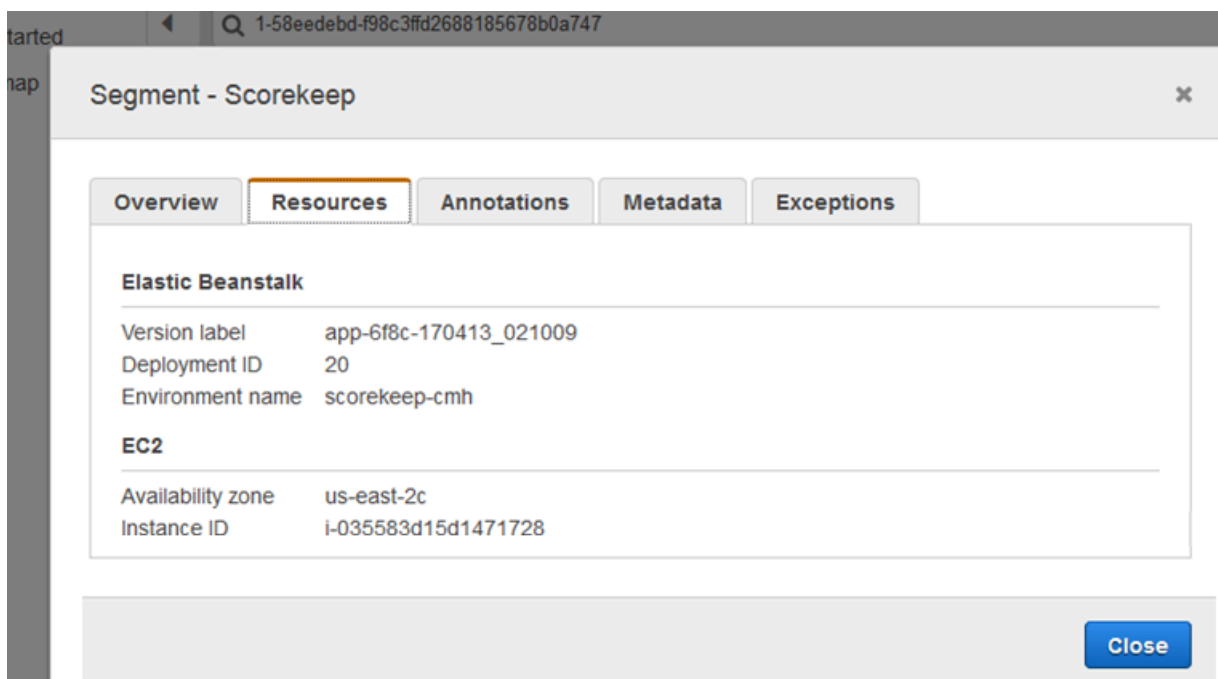 tarted
1-58eedebd-f98c3ffd2688185678b0a747
Segment - Scorekeep
Overview Resources Annotations Metadata Exceptions
Elastic Beanstalk
Version label app-6f8c-170413_021009
Deployment ID 20
Environment name scorekeep-cmh
EC2
Availability zone us-east-2c
Instance ID i-035583d15d1471728
Close